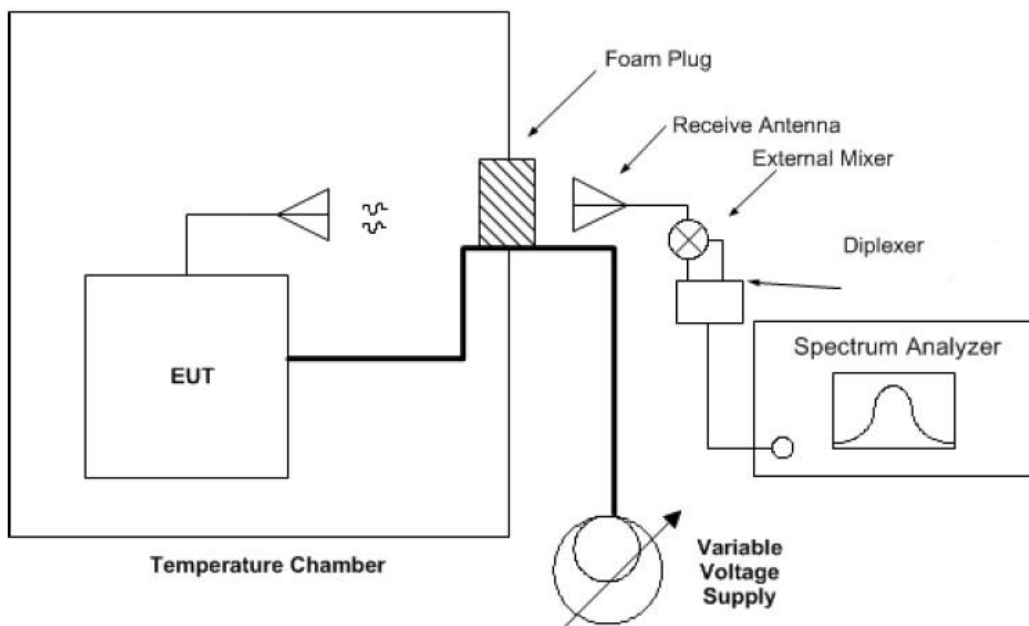 Foam Plug
Receive Antenna
External Mixer
Diplexer
Spectrum Analyzer
EUT
Temperature Chamber
Variable
Voltage
Supply